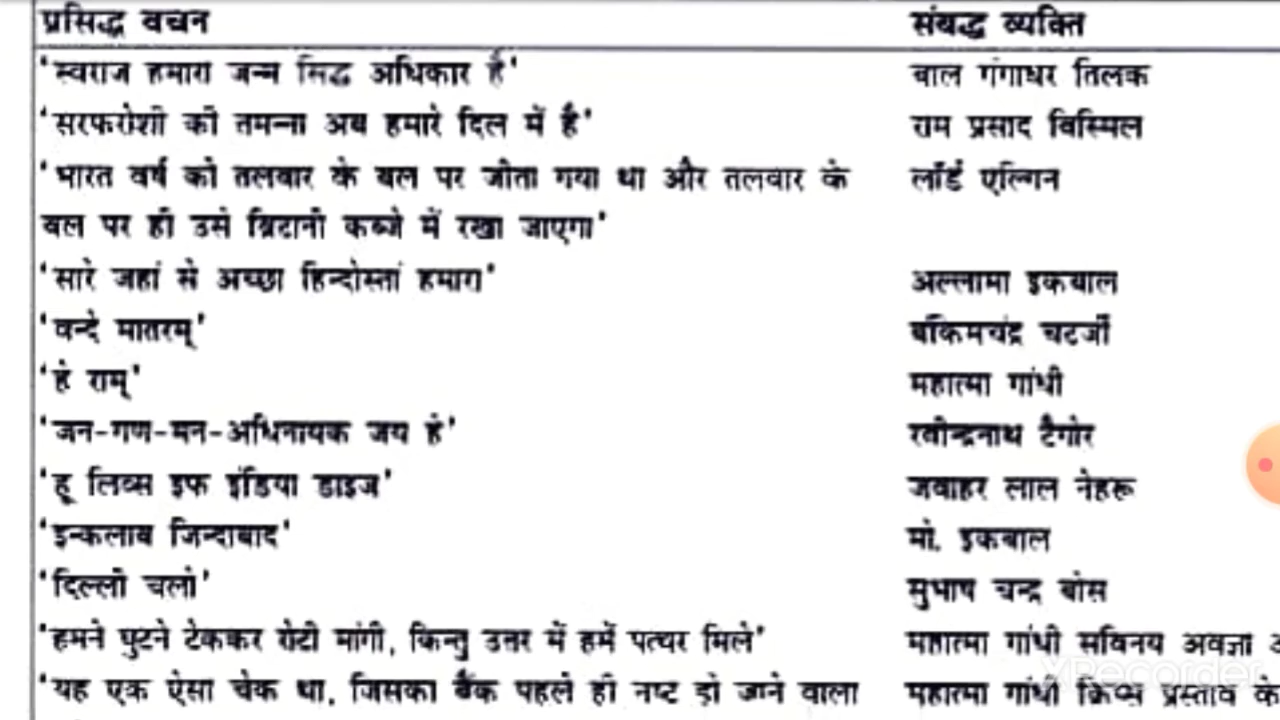 प्रसिद्ध वचन संबद्ध व्यक्ति
'स्वराज हमारा जन्म सिद्ध अधिकार है' बाल गंगाधर तिलक
'सरफरोशी की तमन्ना अब हमारे दिल में है' राम प्रसाद बिस्मिल
'भारत वर्ष को तलवार के बल पर जीता गया था और तलवार के लॉर्ड एल्गिन
बल पर ही उसे ब्रिटानी कब्जे में रखा जाएगा'
'सारे जहां से अच्छा हिन्दोस्तां हमारा' अल्लामा इकबाल
'वन्दे मातरम्' बंकिमचंद्र चटर्जी
'हे राम्' महात्मा गांधी
'जन-गण-मन-अधिनायक जय हे' रवीन्द्रनाथ टैगोर
'हू लिव्स इफ इंडिया डाइज' जवाहर लाल नेहरू
'इन्कलाब जिन्दाबाद' मो. इकबाल
'दिल्ली चलो' सुभाष चन्द्र बोस
'हमने घुटने टेककर रोटी मांगी, किन्तु उत्तर में हमें पत्थर मिले' महात्मा गांधी सविनय अवज्ञा
'यह एक ऐसा चेक था, जिसका बैंक पहले ही नष्ट हो जाने वाला महात्मा गांधी क्रिप्स प्रस्ताव के
XRecorder